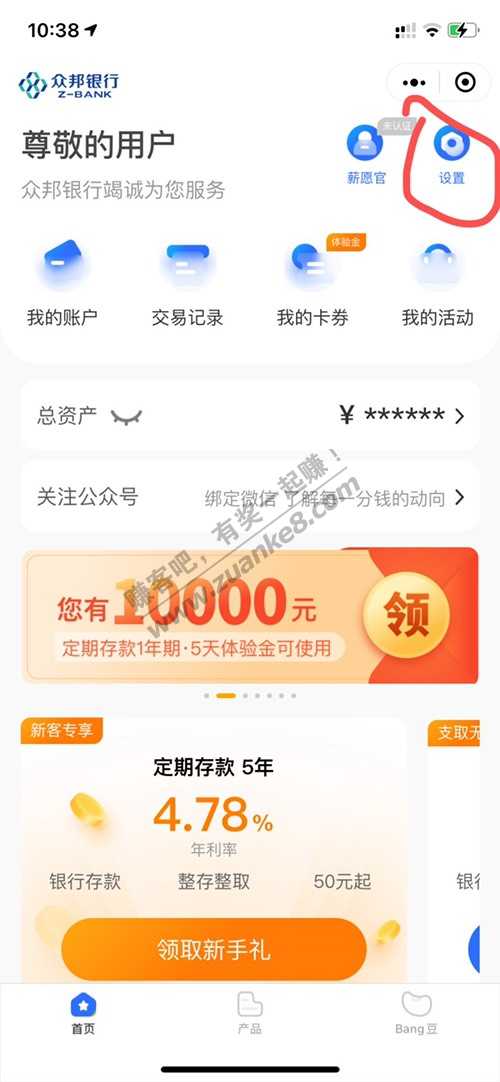 10:38
众邦银行
Z-BANK
尊敬的用户
众邦银行竭诚为您服务
未认证
薪愿官
设置
体验金
我的账户
交易记录
我的卡券
我的活动
总资产
¥ ******
关注公众号
绑定微信 了解每一分钱的动向
赚客吧，有奖一起赚！
www.zuanke8.com
您有10000元
定期存款1年期·5天体验金可使用
领
新客专享
支取无
定期存款 5年
4.78%
年利率
银行存款
整存整取
50元起
银行
领取新手礼
首页
产品
Bang豆